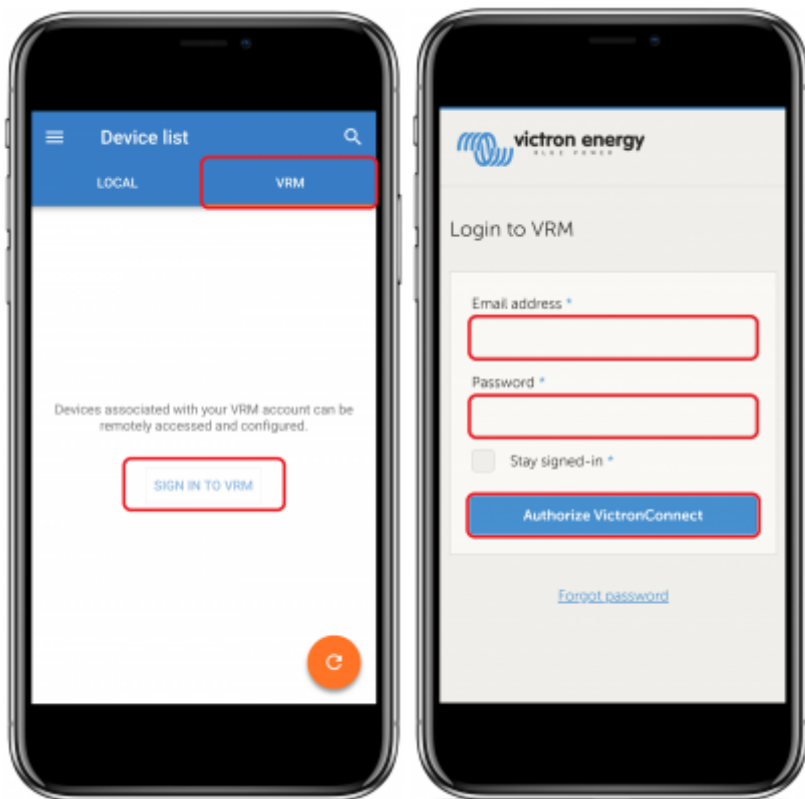 Device list
LOCAL
VRM
Devices associated with your VRM account can be
remotely accessed and configured.
SIGN IN TO VRM
victron energy
BLUE POWER
Login to VRM
Email address *
Password *
Stay signed-in *
Authorize VictronConnect
Forgot password